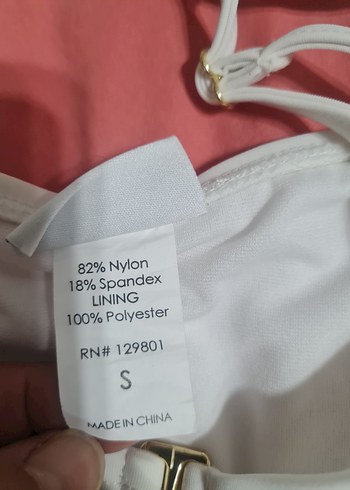 82% Nylon
18% Spandex
LINING
100% Polyester
RN# 129801
S
MADE IN CHINA